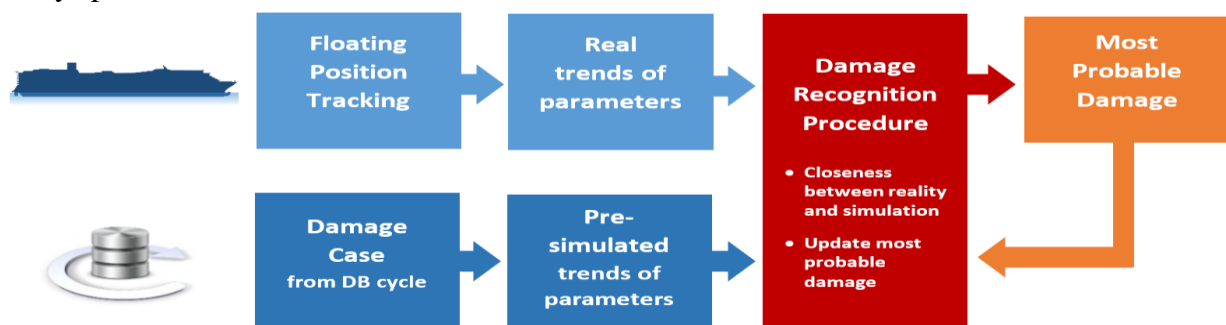 Floating
Position
Tracking
Real
trends of
parameters
Damage
Recognition
Procedure
• Closeness
between reality
and simulation
• Update most
probable
damage
Most
Probable
Damage
Damage
Case
from DB cycle
Pre-
simulated
trends of
parameters